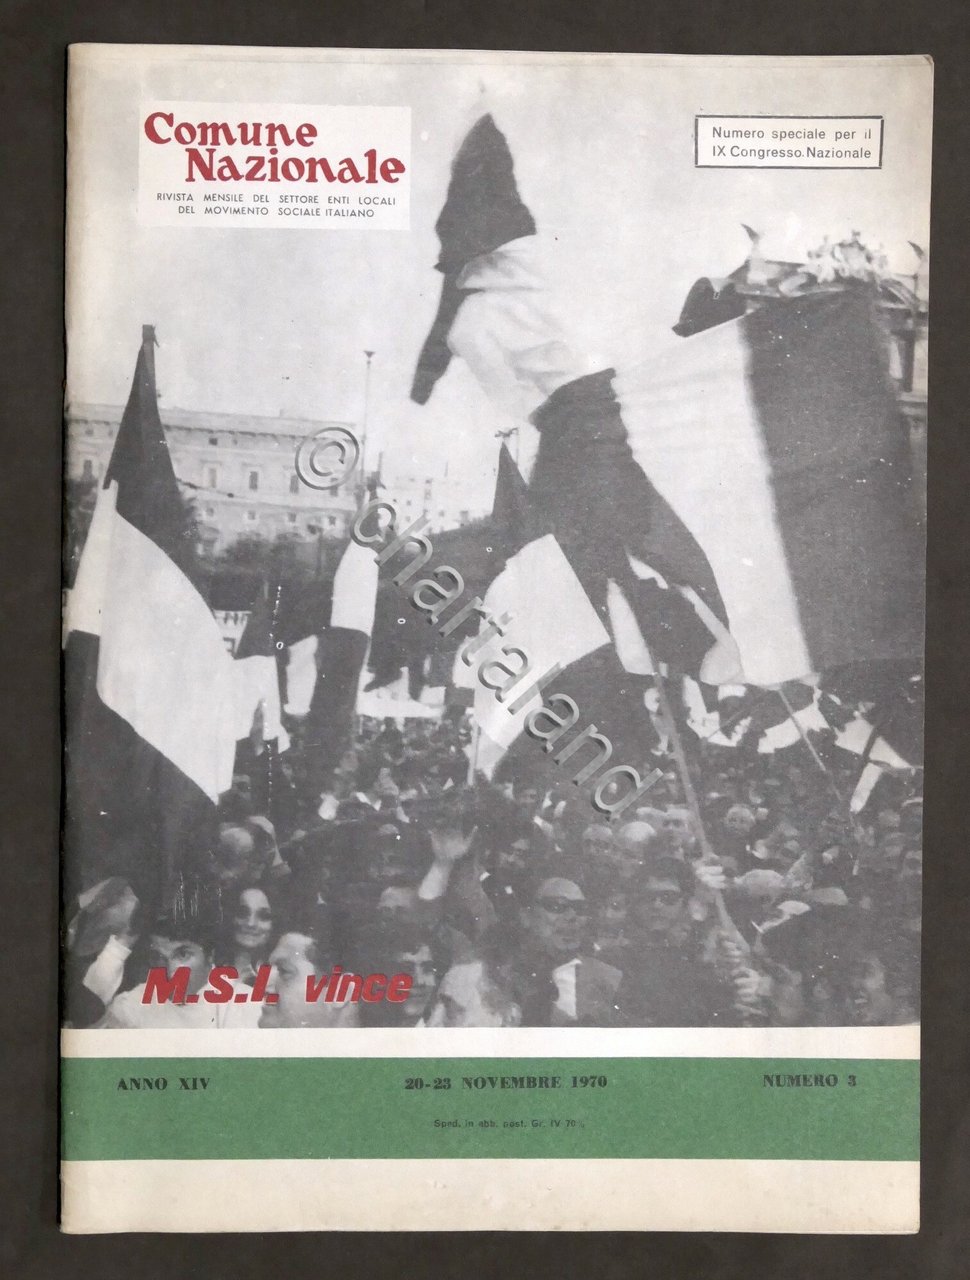 Comune
Nazionale
RIVISTA MENSILE DEL SETTORE ENTI LOCALI
DEL MOVIMENTO SOCIALE ITALIANO
Numero speciale per il
IX Congresso Nazionale
© chartaland
M.S.I. vince
ANNO XIV
20-23 NOVEMBRE 1970
NUMERO 3
Sped. in abb. post. Gr. IV 70%